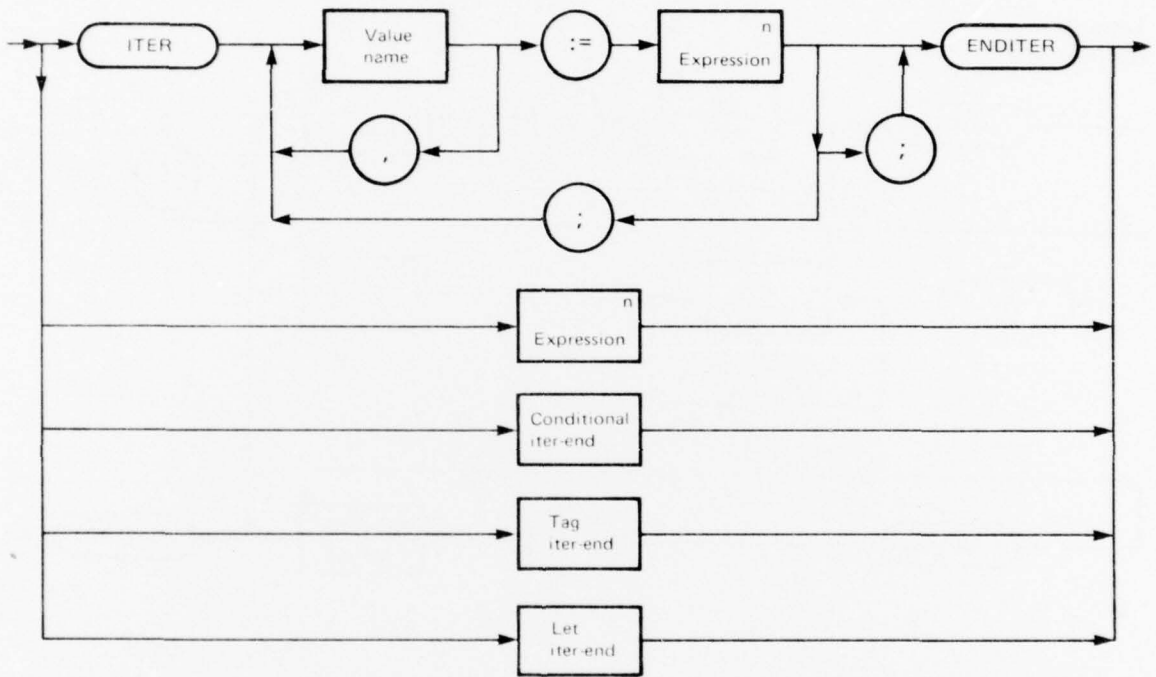 ITER
Value
name
:=
n
Expression
ENDITER
,
;
;
n
Expression
Conditional
iter-end
Tag
iter-end
Let
iter-end